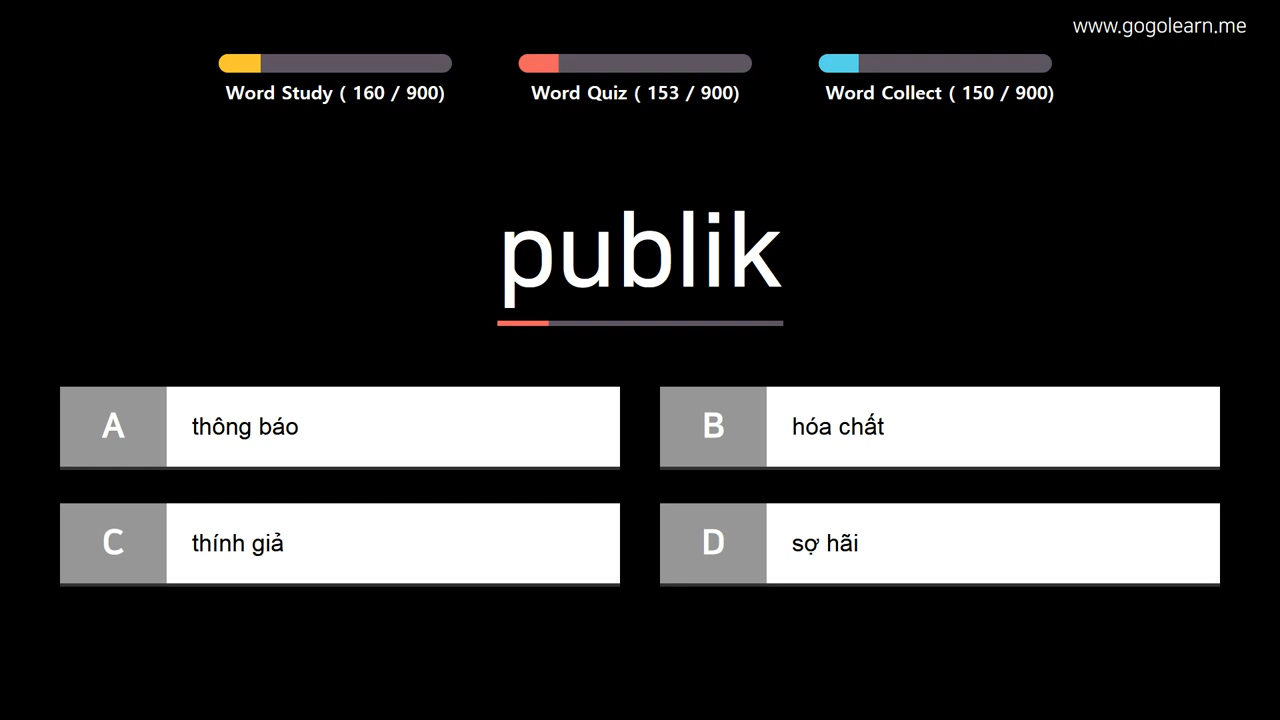 www.gogolearn.me
Word Study ( 160 / 900)
Word Quiz ( 153 / 900)
Word Collect ( 150 / 900)
publik
A thông báo
B hóa chất
C thính giả
D sợ hãi